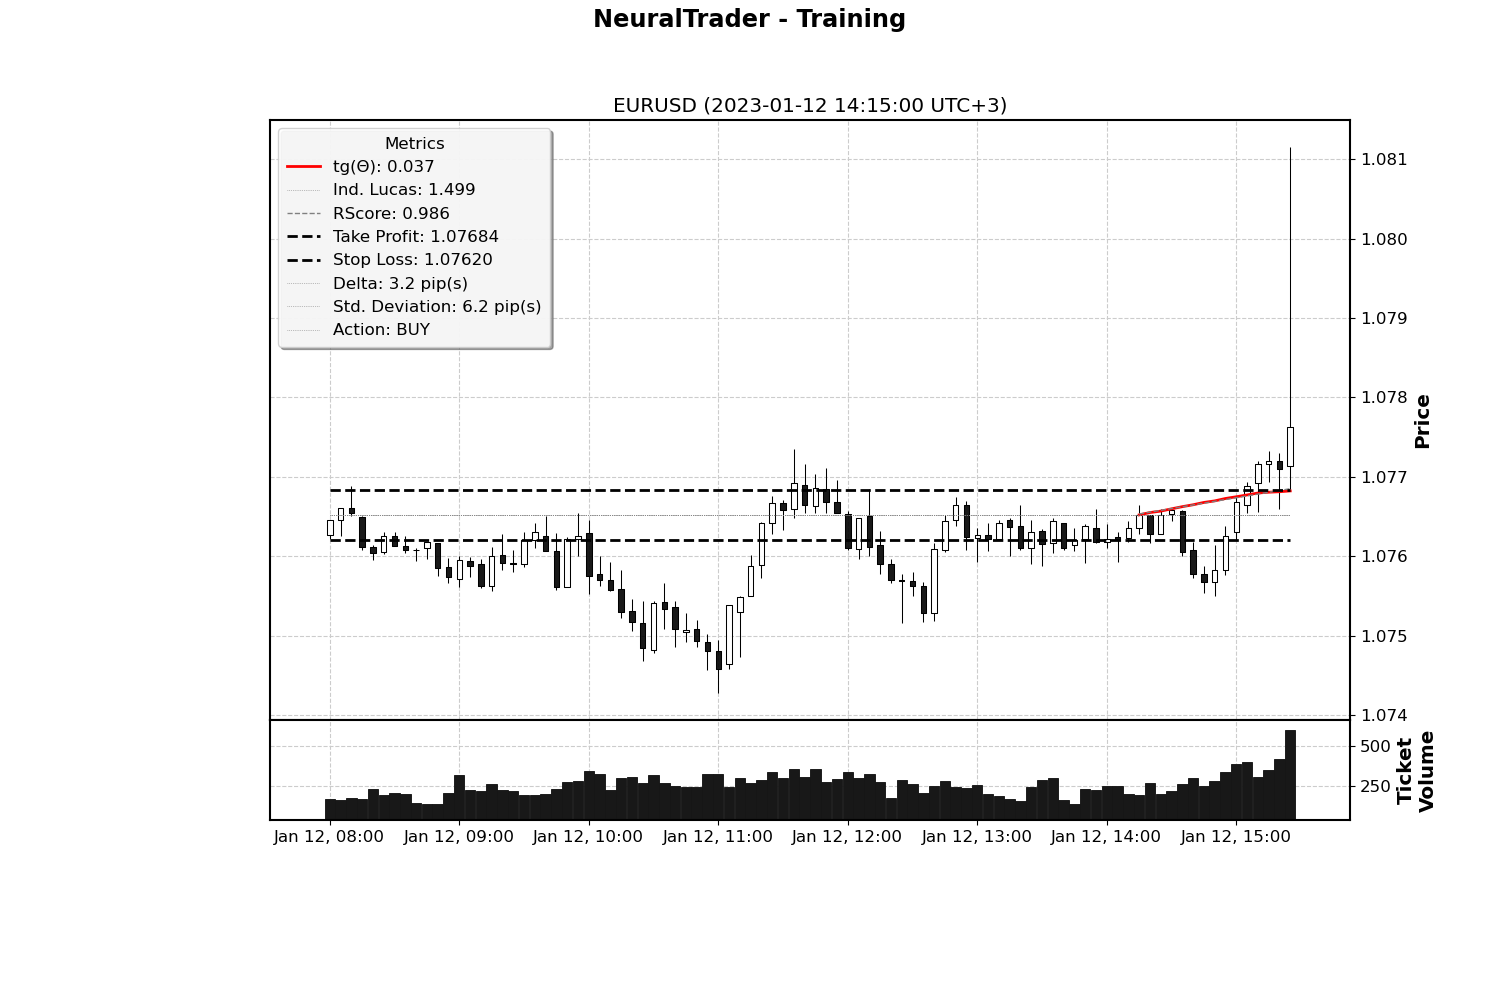 NeuralTrader - Training
EURUSD (2023-01-12 14:15:00 UTC+3)
Metrics
tg(Θ): 0.037
Ind. Lucas: 1.499
RScore: 0.986
Take Profit: 1.07684
Stop Loss: 1.07620
Delta: 3.2 pip(s)
Std. Deviation: 6.2 pip(s)
Action: BUY
1.081
1.080
1.079
1.078
1.077
1.076
1.075
1.074
Price
500
250
Ticket
Volume
Jan 12, 08:00
Jan 12, 09:00
Jan 12, 10:00
Jan 12, 11:00
Jan 12, 12:00
Jan 12, 13:00
Jan 12, 14:00
Jan 12, 15:00